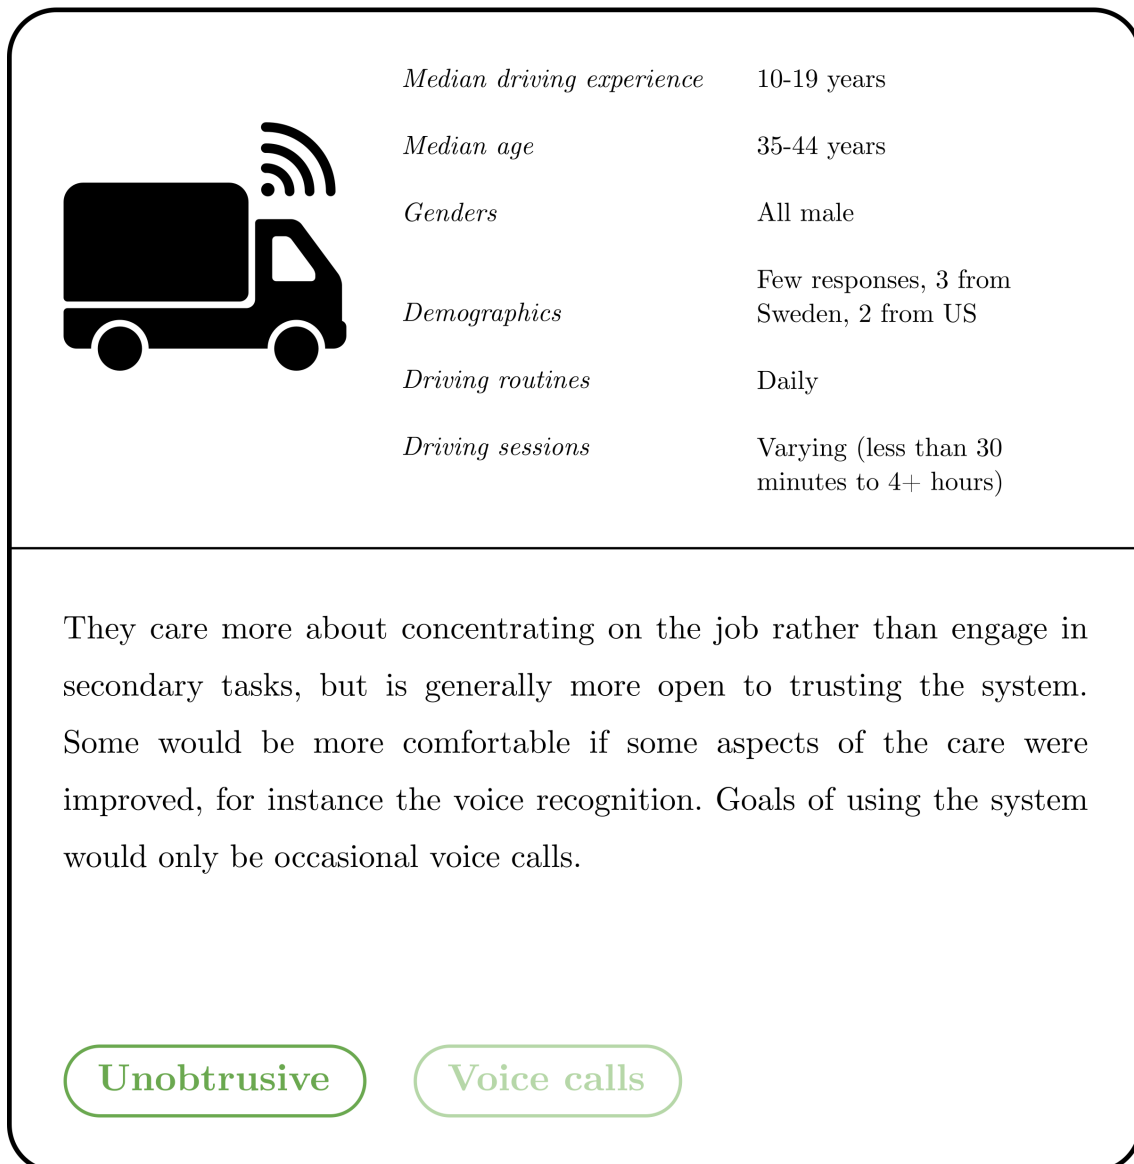 Median driving experience 10-19 years
Median age 35-44 years
Genders All male
Few responses, 3 from
Demographics Sweden, 2 from US
Driving routines Daily
Driving sessions Varying (less than 30
minutes to 4+ hours)
They care more about concentrating on the job rather than engage in
secondary tasks, but is generally more open to trusting the system.
Some would be more comfortable if some aspects of the care were
improved, for instance the voice recognition. Goals of using the system
would only be occasional voice calls.
Unobtrusive Voice calls